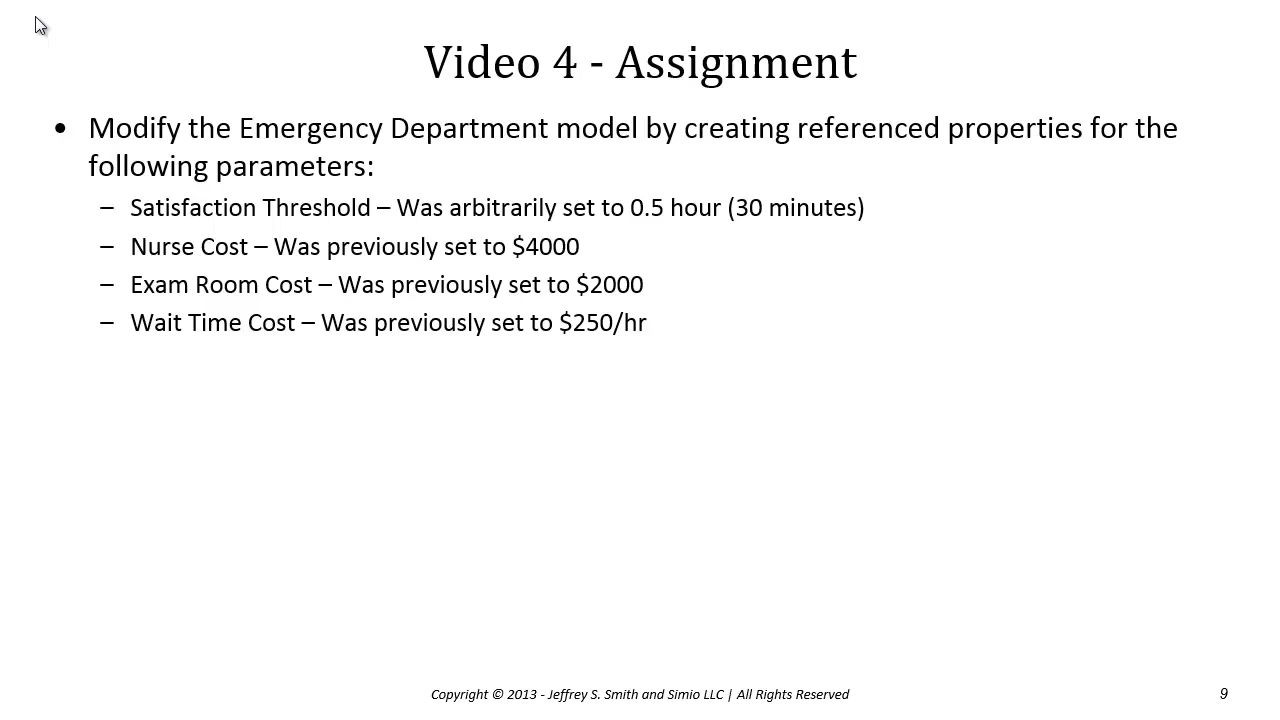 Video 4 - Assignment
• Modify the Emergency Department model by creating referenced properties for the
following parameters:
– Satisfaction Threshold – Was arbitrarily set to 0.5 hour (30 minutes)
– Nurse Cost – Was previously set to $4000
– Exam Room Cost – Was previously set to $2000
– Wait Time Cost – Was previously set to $250/hr
Copyright © 2013 - Jeffrey S. Smith and Simio LLC | All Rights Reserved
9